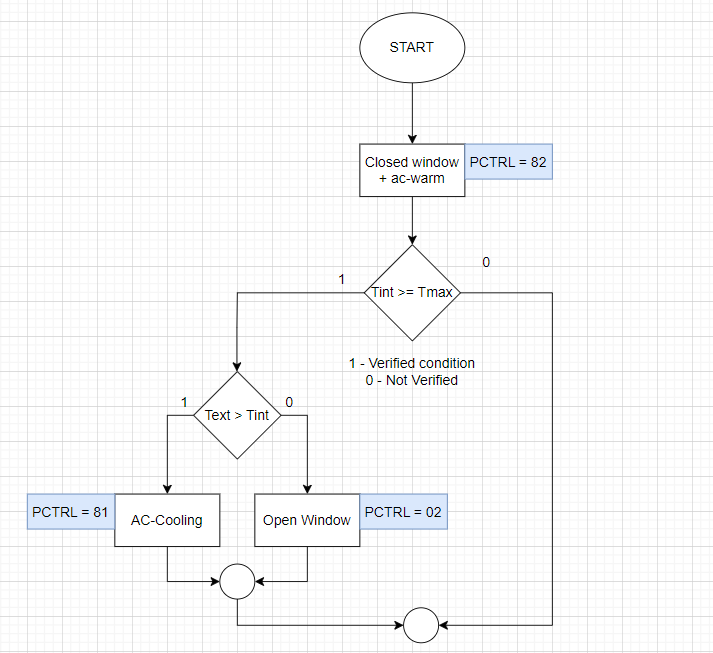 START
Closed window
+ ac-warm
PCTRL = 82
0
1
Tint >= Tmax
1 - Verified condition
0 - Not Verified
1
0
Text > Tint
PCTRL = 81
AC-Cooling
Open Window
PCTRL = 02